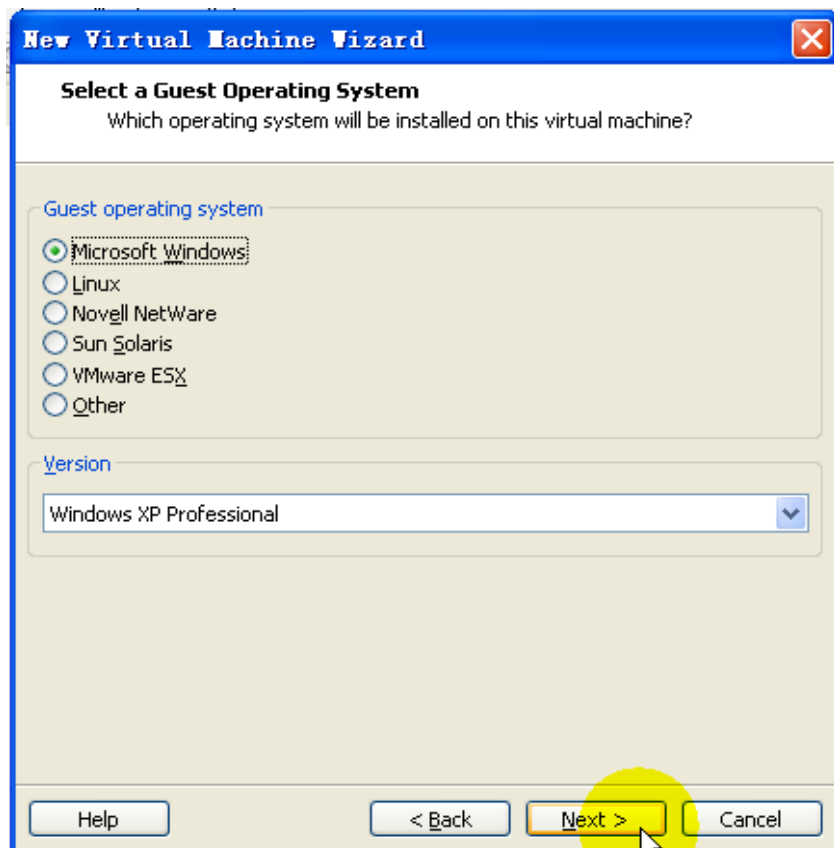 New Virtual Machine Wizard
Select a Guest Operating System
Which operating system will be installed on this virtual machine?
Guest operating system
Microsoft Windows
Linux
Novell NetWare
Sun Solaris
VMware ESX
Other
Version
Windows XP Professional
Help
< Back
Next >
Cancel